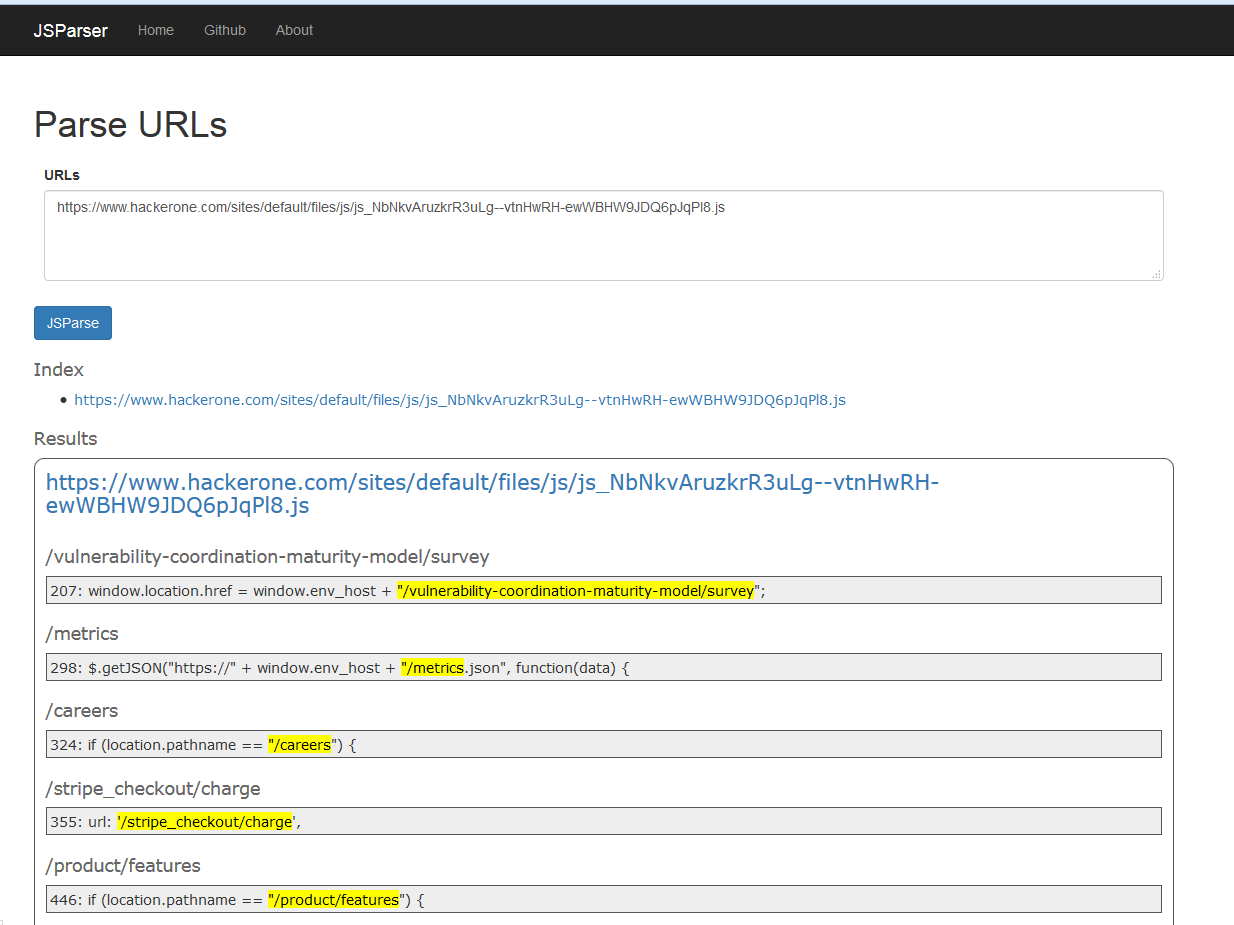 JSParser Home Github About
Parse URLs
URLs
https://www.hackerone.com/sites/default/files/js/js_NbNkvAruzkrR3uLg--vtnHwRH-ewWBHW9JDQ6pJqPl8.js
JSParse
Index
• https://www.hackerone.com/sites/default/files/js/js_NbNkvAruzkrR3uLg--vtnHwRH-ewWBHW9JDQ6pJqPl8.js
Results
https://www.hackerone.com/sites/default/files/js/js_NbNkvAruzkrR3uLg--vtnHwRH-
ewWBHW9JDQ6pJqPl8.js
/vulnerability-coordination-maturity-model/survey
207: window.location.href = window.env_host + "/vulnerability-coordination-maturity-model/survey";
/metrics
298: $.getJSON("https://" + window.env_host + "/metrics.json", function(data) {
/careers
324: if (location.pathname == "/careers") {
/stripe_checkout/charge
355: url: '/stripe_checkout/charge',
/product/features
446: if (location.pathname == "/product/features") {